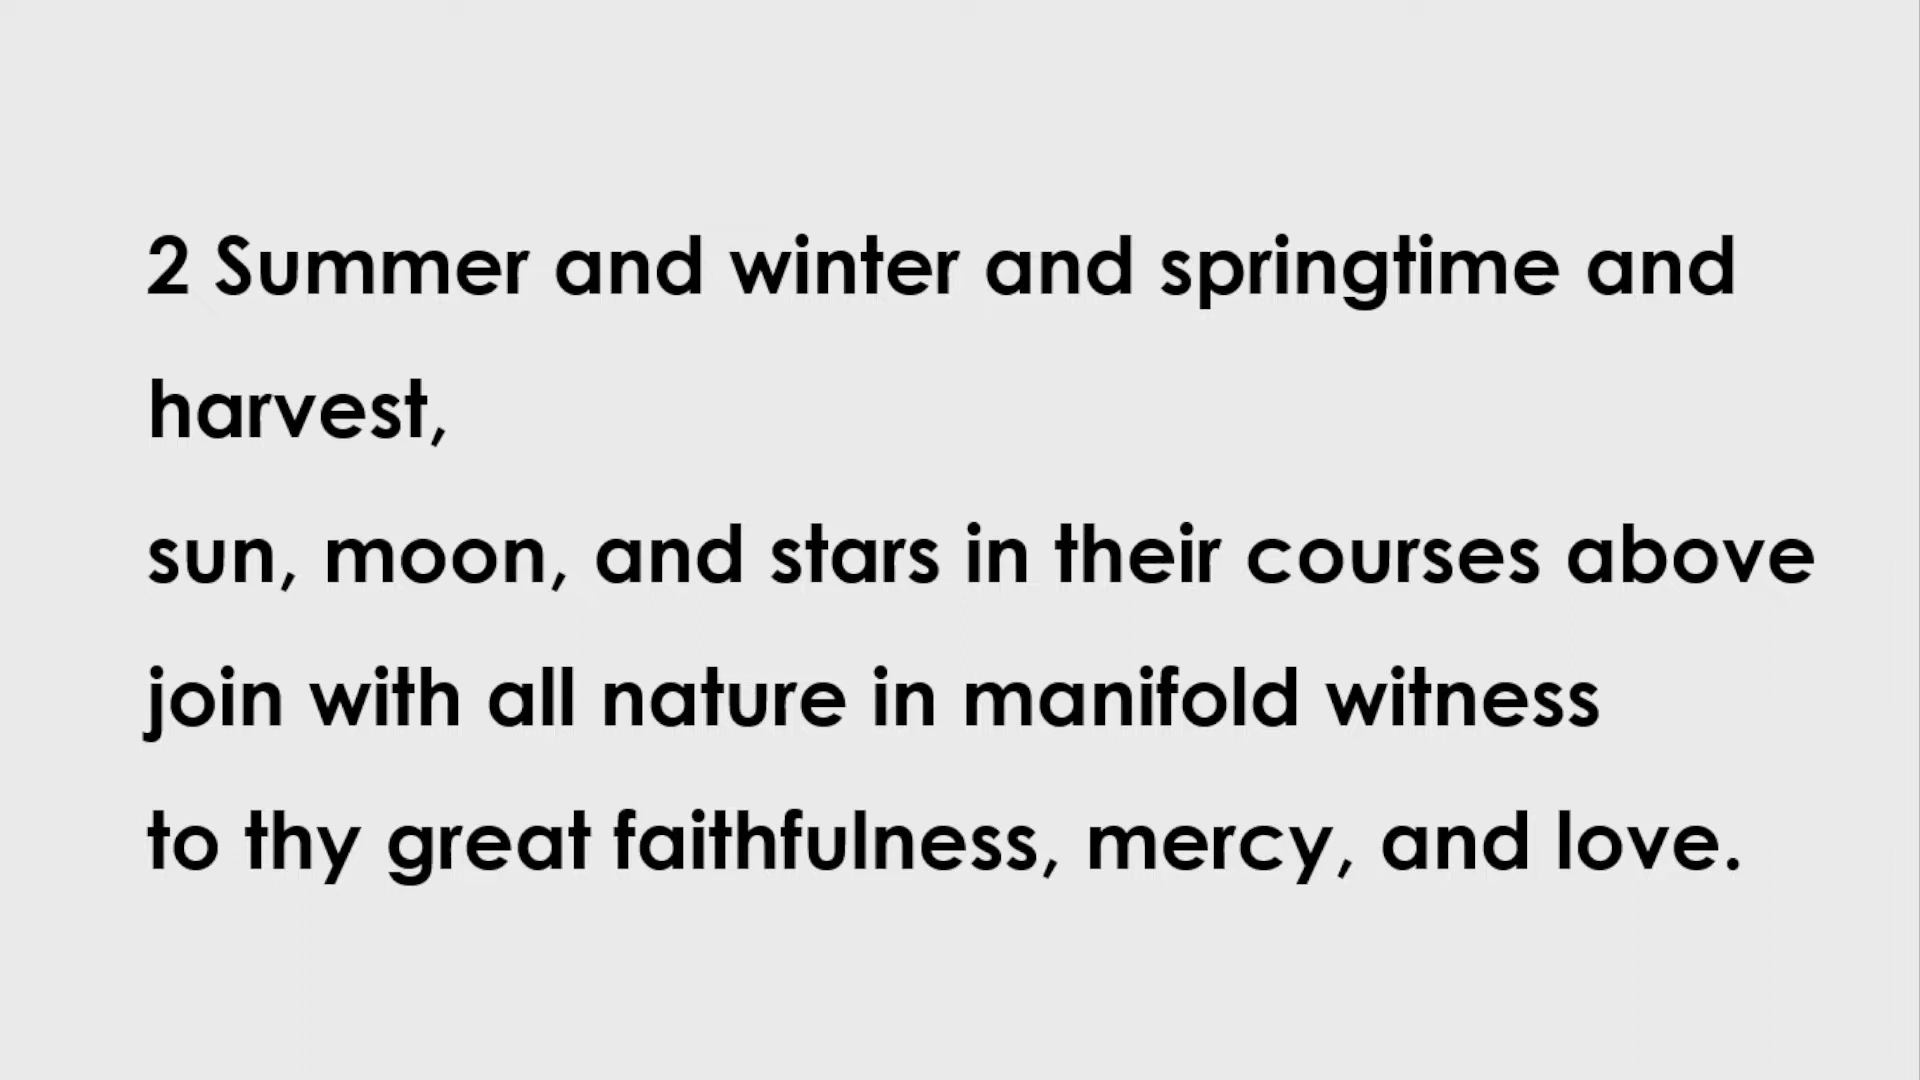 2 Summer and winter and springtime and
harvest,
sun, moon, and stars in their courses above
join with all nature in manifold witness
to thy great faithfulness, mercy, and love.